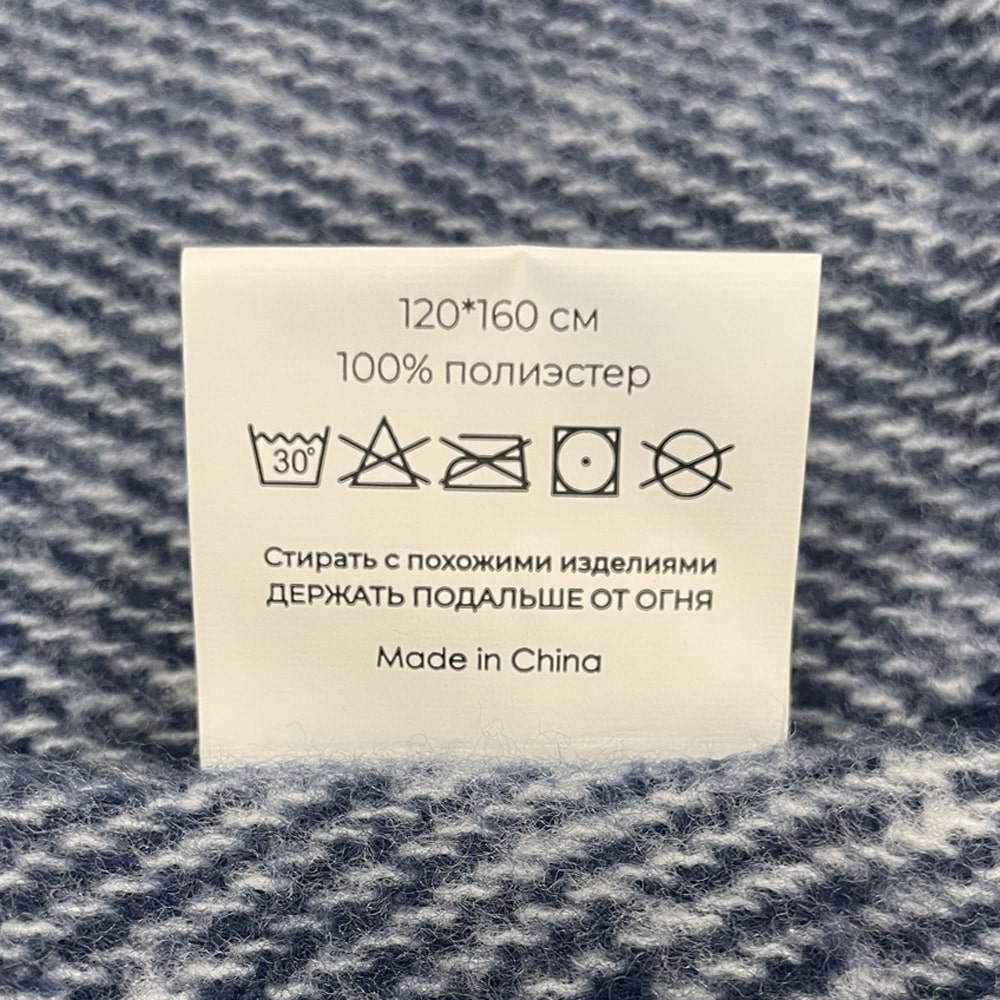 120*160 см
100% полиэстер
30°
Стирать с похожими изделиями
ДЕРЖАТЬ ПОДАЛЬШЕ ОТ ОГНЯ
Made in China